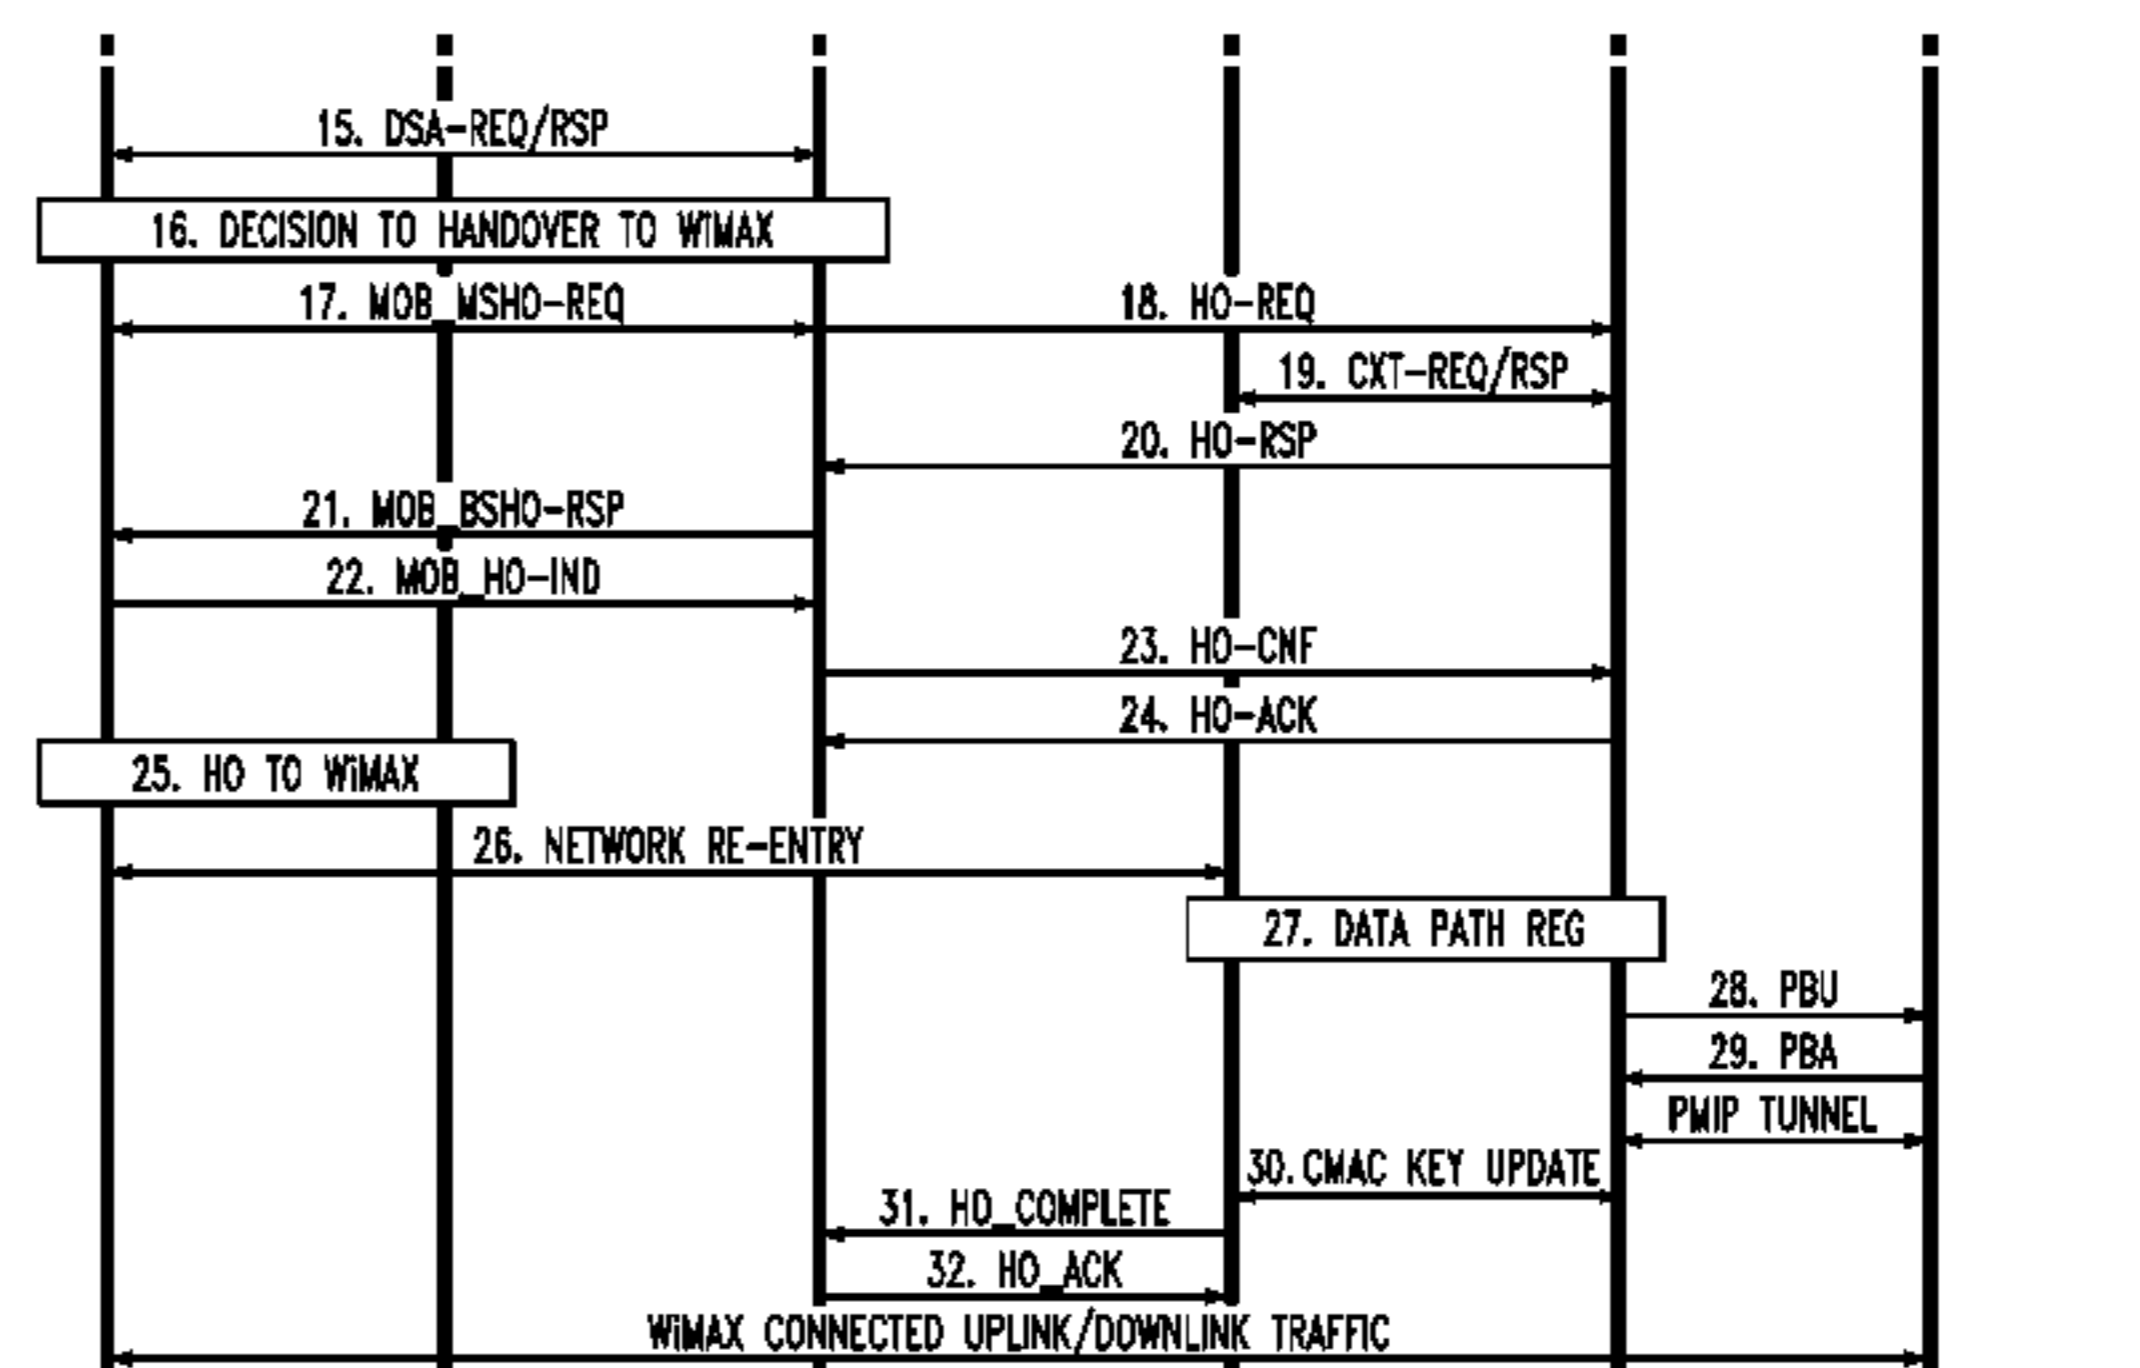 15. DSA-REQ/RSP
16. DECISION TO HANDOVER TO WiMAX
17. MOB_MSHO-REQ
18. HO-REQ
19. CXT-REQ/RSP
20. HO-RSP
21. MOB_BSHO-RSP
22. MOB_HO-IND
23. HO-CNF
24. HO-ACK
25. HO TO WiMAX
26. NETWORK RE-ENTRY
27. DATA PATH REG
28. PBU
29. PBA
PMIP TUNNEL
30. CMAC KEY UPDATE
31. HO_COMPLETE
32. HO_ACK
WiMAX CONNECTED UPLINK/DOWNLINK TRAFFIC